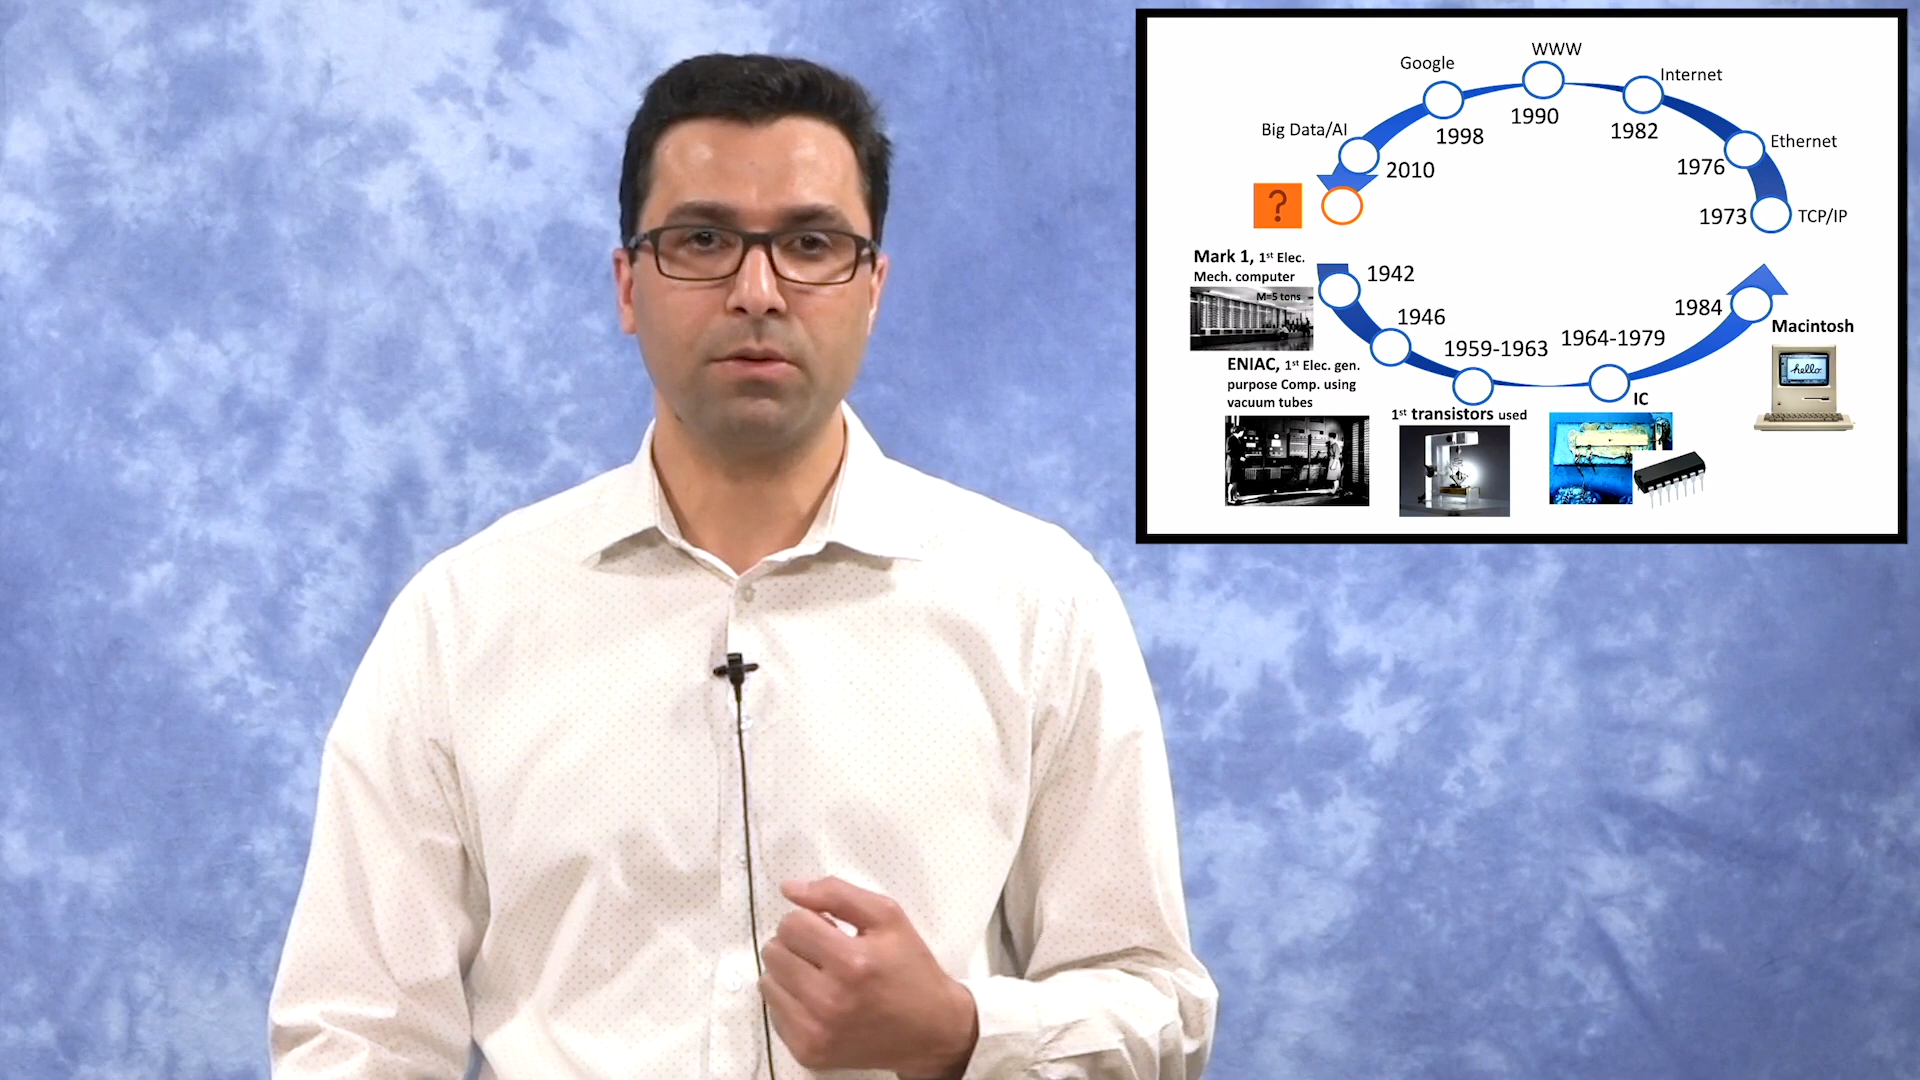 WWW
Google
Internet
1990
1998
1982
Big Data/AI
Ethernet
2010
1976
?
1973
TCP/IP
Mark 1, 1st Elec.
Mech. computer
M=5 tons
1942
1946
1984
1959-1963
1964-1979
Macintosh
ENIAC, 1st Elec. gen.
purpose Comp. using
vacuum tubes
hello
IC
1st transistors used